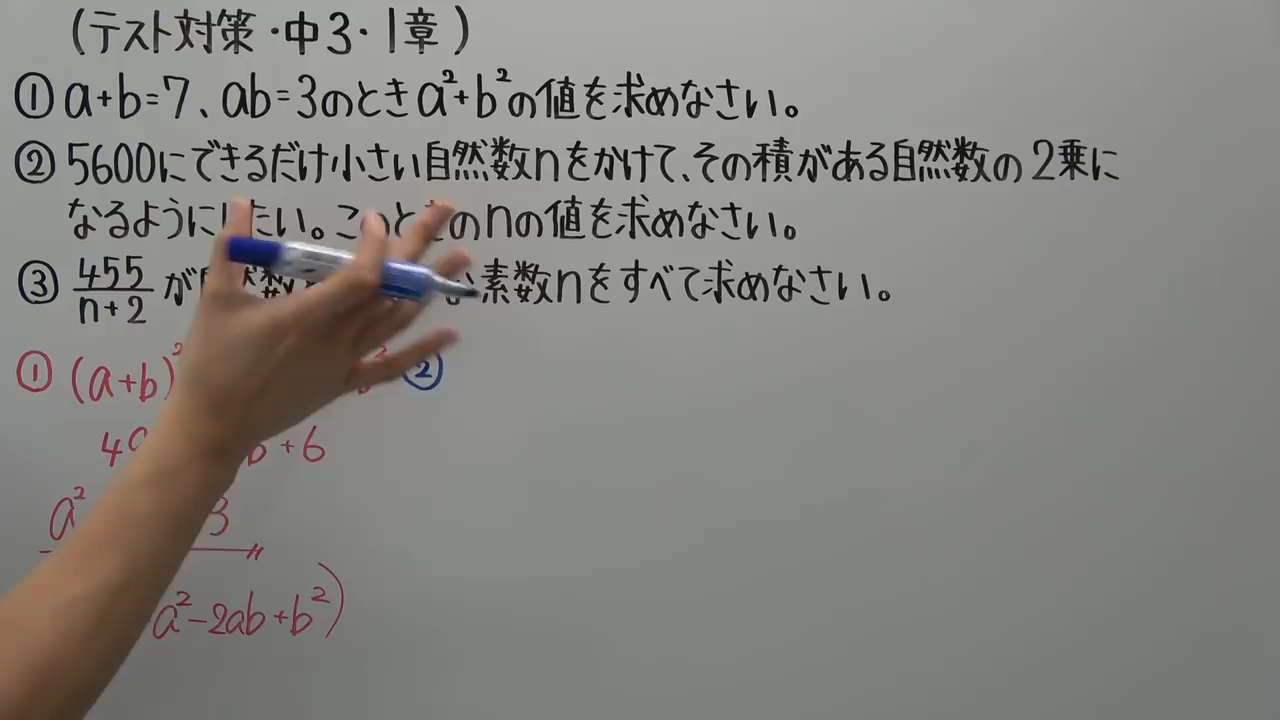 (テスト対策・中3・1章)
① a+b=7、ab=3のときa²+b²の値を求めなさい。
② 5600にできるだけ小さい自然数nをかけて、その積がある自然数の2乗に
なるようにしたい。このときのnの値を求めなさい。
③ 455/n+2 が 素数nをすべて求めなさい。
① (a+b)² ②
+6
a² 3
a²-2ab+b²)